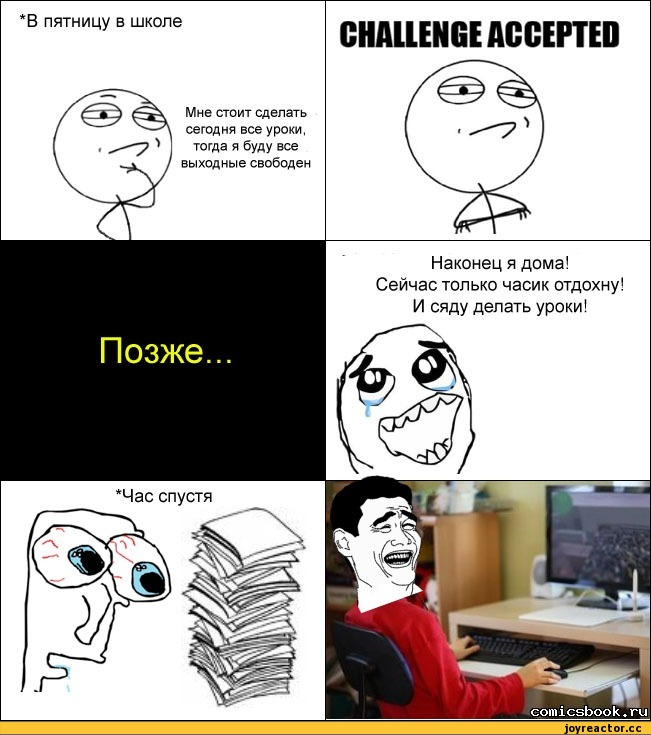 *В пятницу в школе
Мне стоит сделать
сегодня все уроки,
тогда я буду все
выходные свободен
CHALLENGE ACCEPTED
Позже...
Наконец я дома!
Сейчас только часик отдохну!
И сяду делать уроки!
*Час спустя
comicsbook.ru
joyreactor.cc